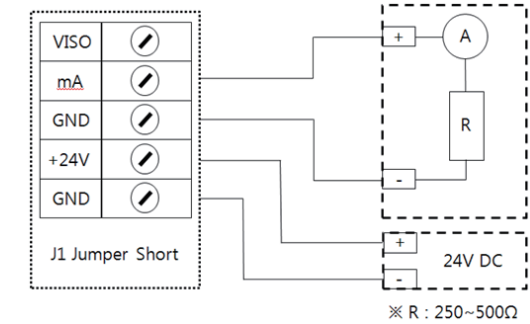 VISO
mA
GND
+24V
GND
J1 Jumper Short
+
A
R
-
+
24V DC
-
※ R : 250~500Ω